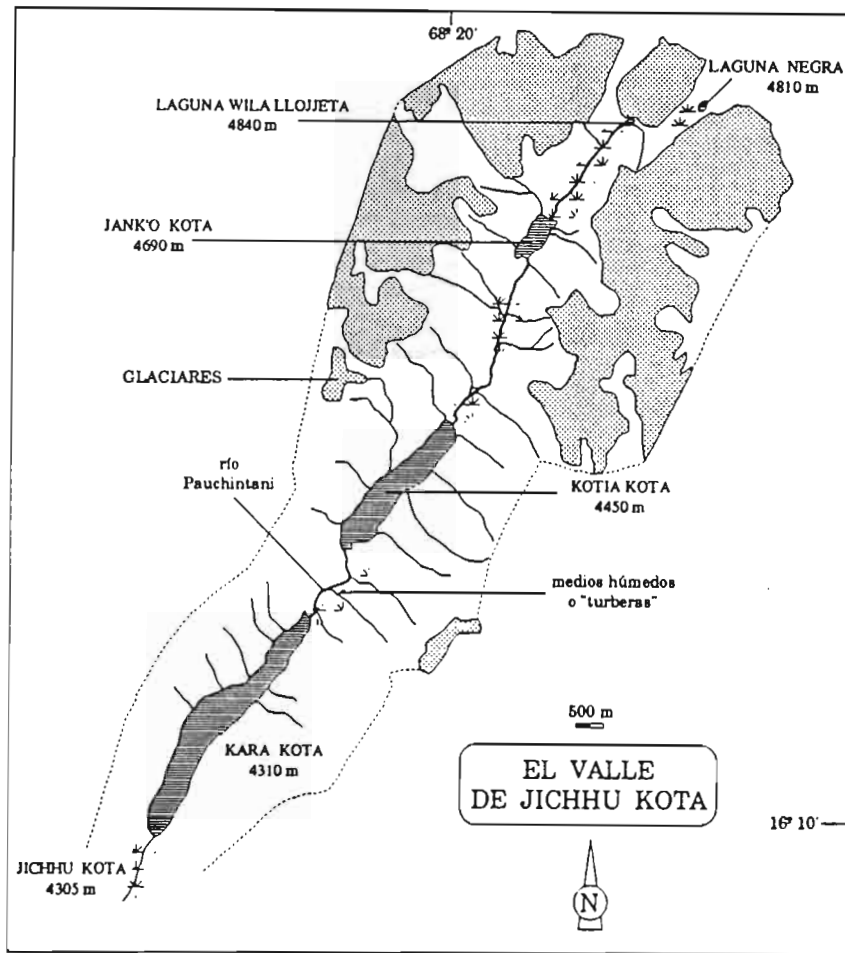 68° 20'
LAGUNA NEGRA
4810 m
LAGUNA WILA LLOJJETA
4840 m
JANK'O KOTA
4690 m
GLACIARES
río
Pauchintani
KOTIA KOTA
4450 m
medios húmedos
o "turberas"
500 m
KARA KOTA
4310 m
EL VALLE
DE JICHHU KOTA
16° 10'
JICHHU KOTA
4305 m
N